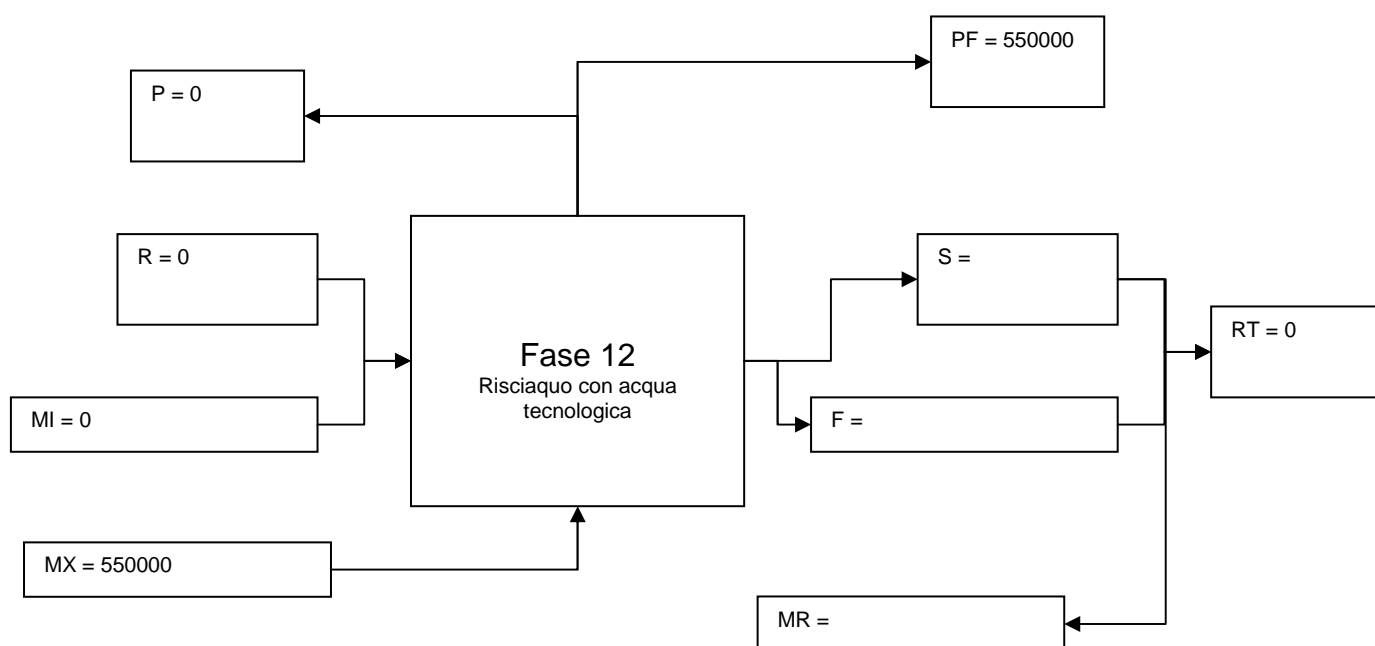 PF = 550000
P = 0
R = 0
S =
RT = 0
Fase 12
Risciaquo con acqua
tecnologica
MI = 0
F =
MX = 550000
MR =